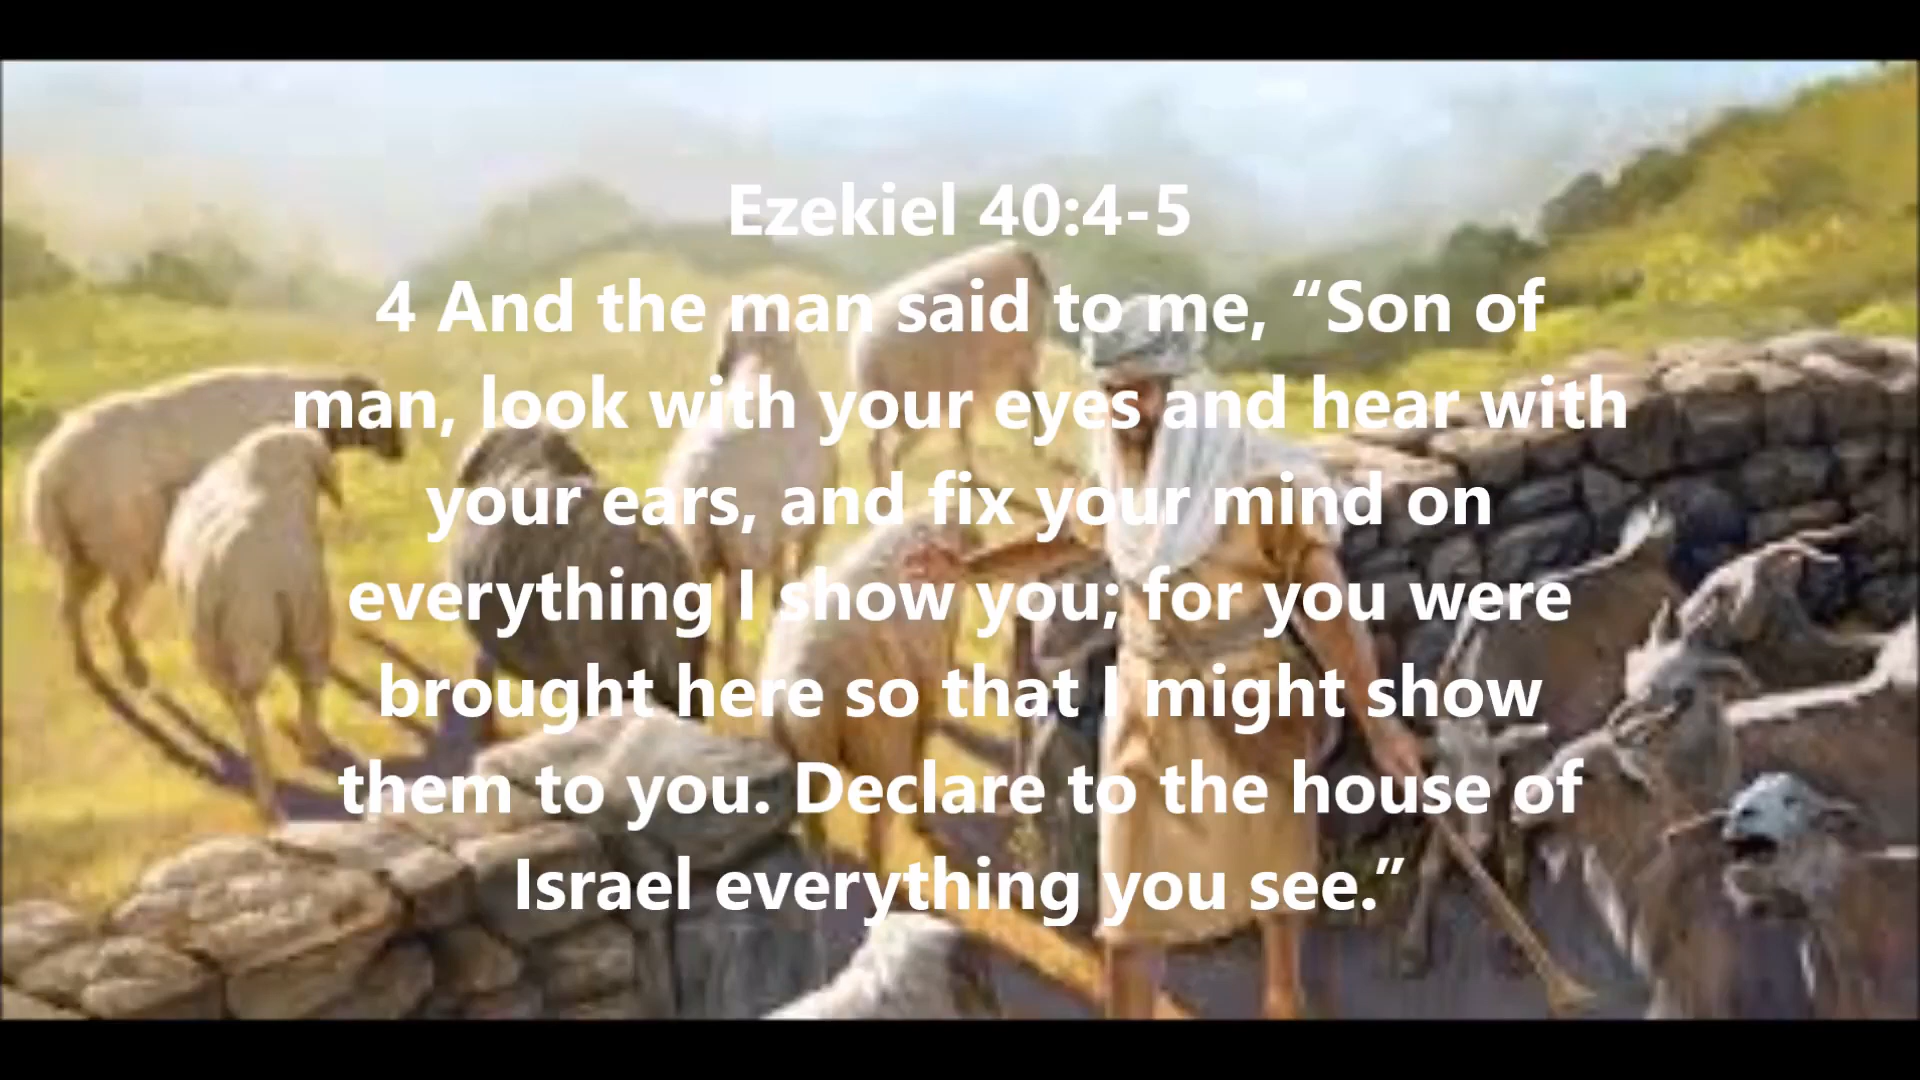 Ezekiel 40:4-5
4 And the man said to me, “Son of
man, look with your eyes and hear with
your ears, and fix your mind on
everything I show you; for you were
brought here so that I might show
them to you. Declare to the house of
Israel everything you see.”